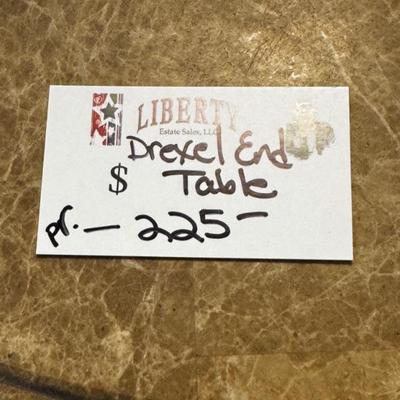 LIBERTY
Estate Sales, LLC
Drexel End
$ Table
pr. — 225 —